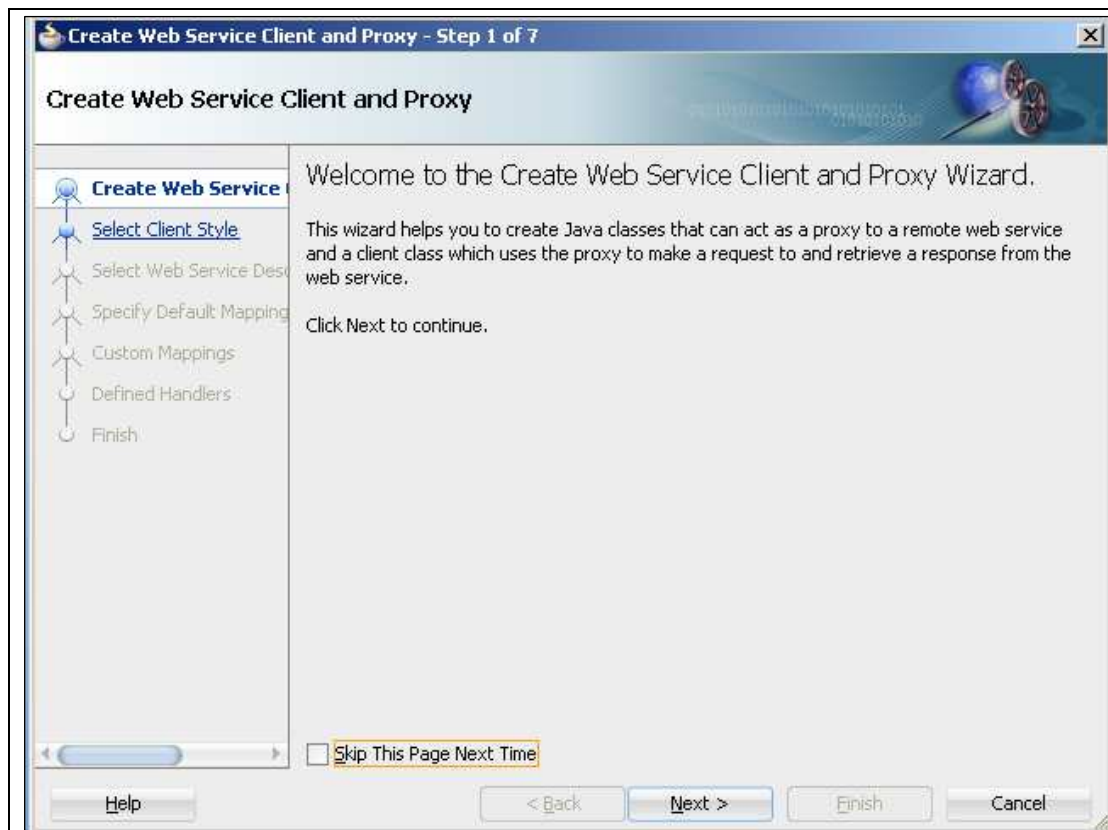 Create Web Service Client and Proxy - Step 1 of 7
Create Web Service Client and Proxy
Create Web Service
Select Client Style
Select Web Service Desc
Specify Default Mapping
Custom Mappings
Defined Handlers
Finish
Welcome to the Create Web Service Client and Proxy Wizard.
This wizard helps you to create Java classes that can act as a proxy to a remote web service
and a client class which uses the proxy to make a request to and retrieve a response from the
web service.
Click Next to continue.
Skip This Page Next Time
Help
< Back
Next >
Finish
Cancel